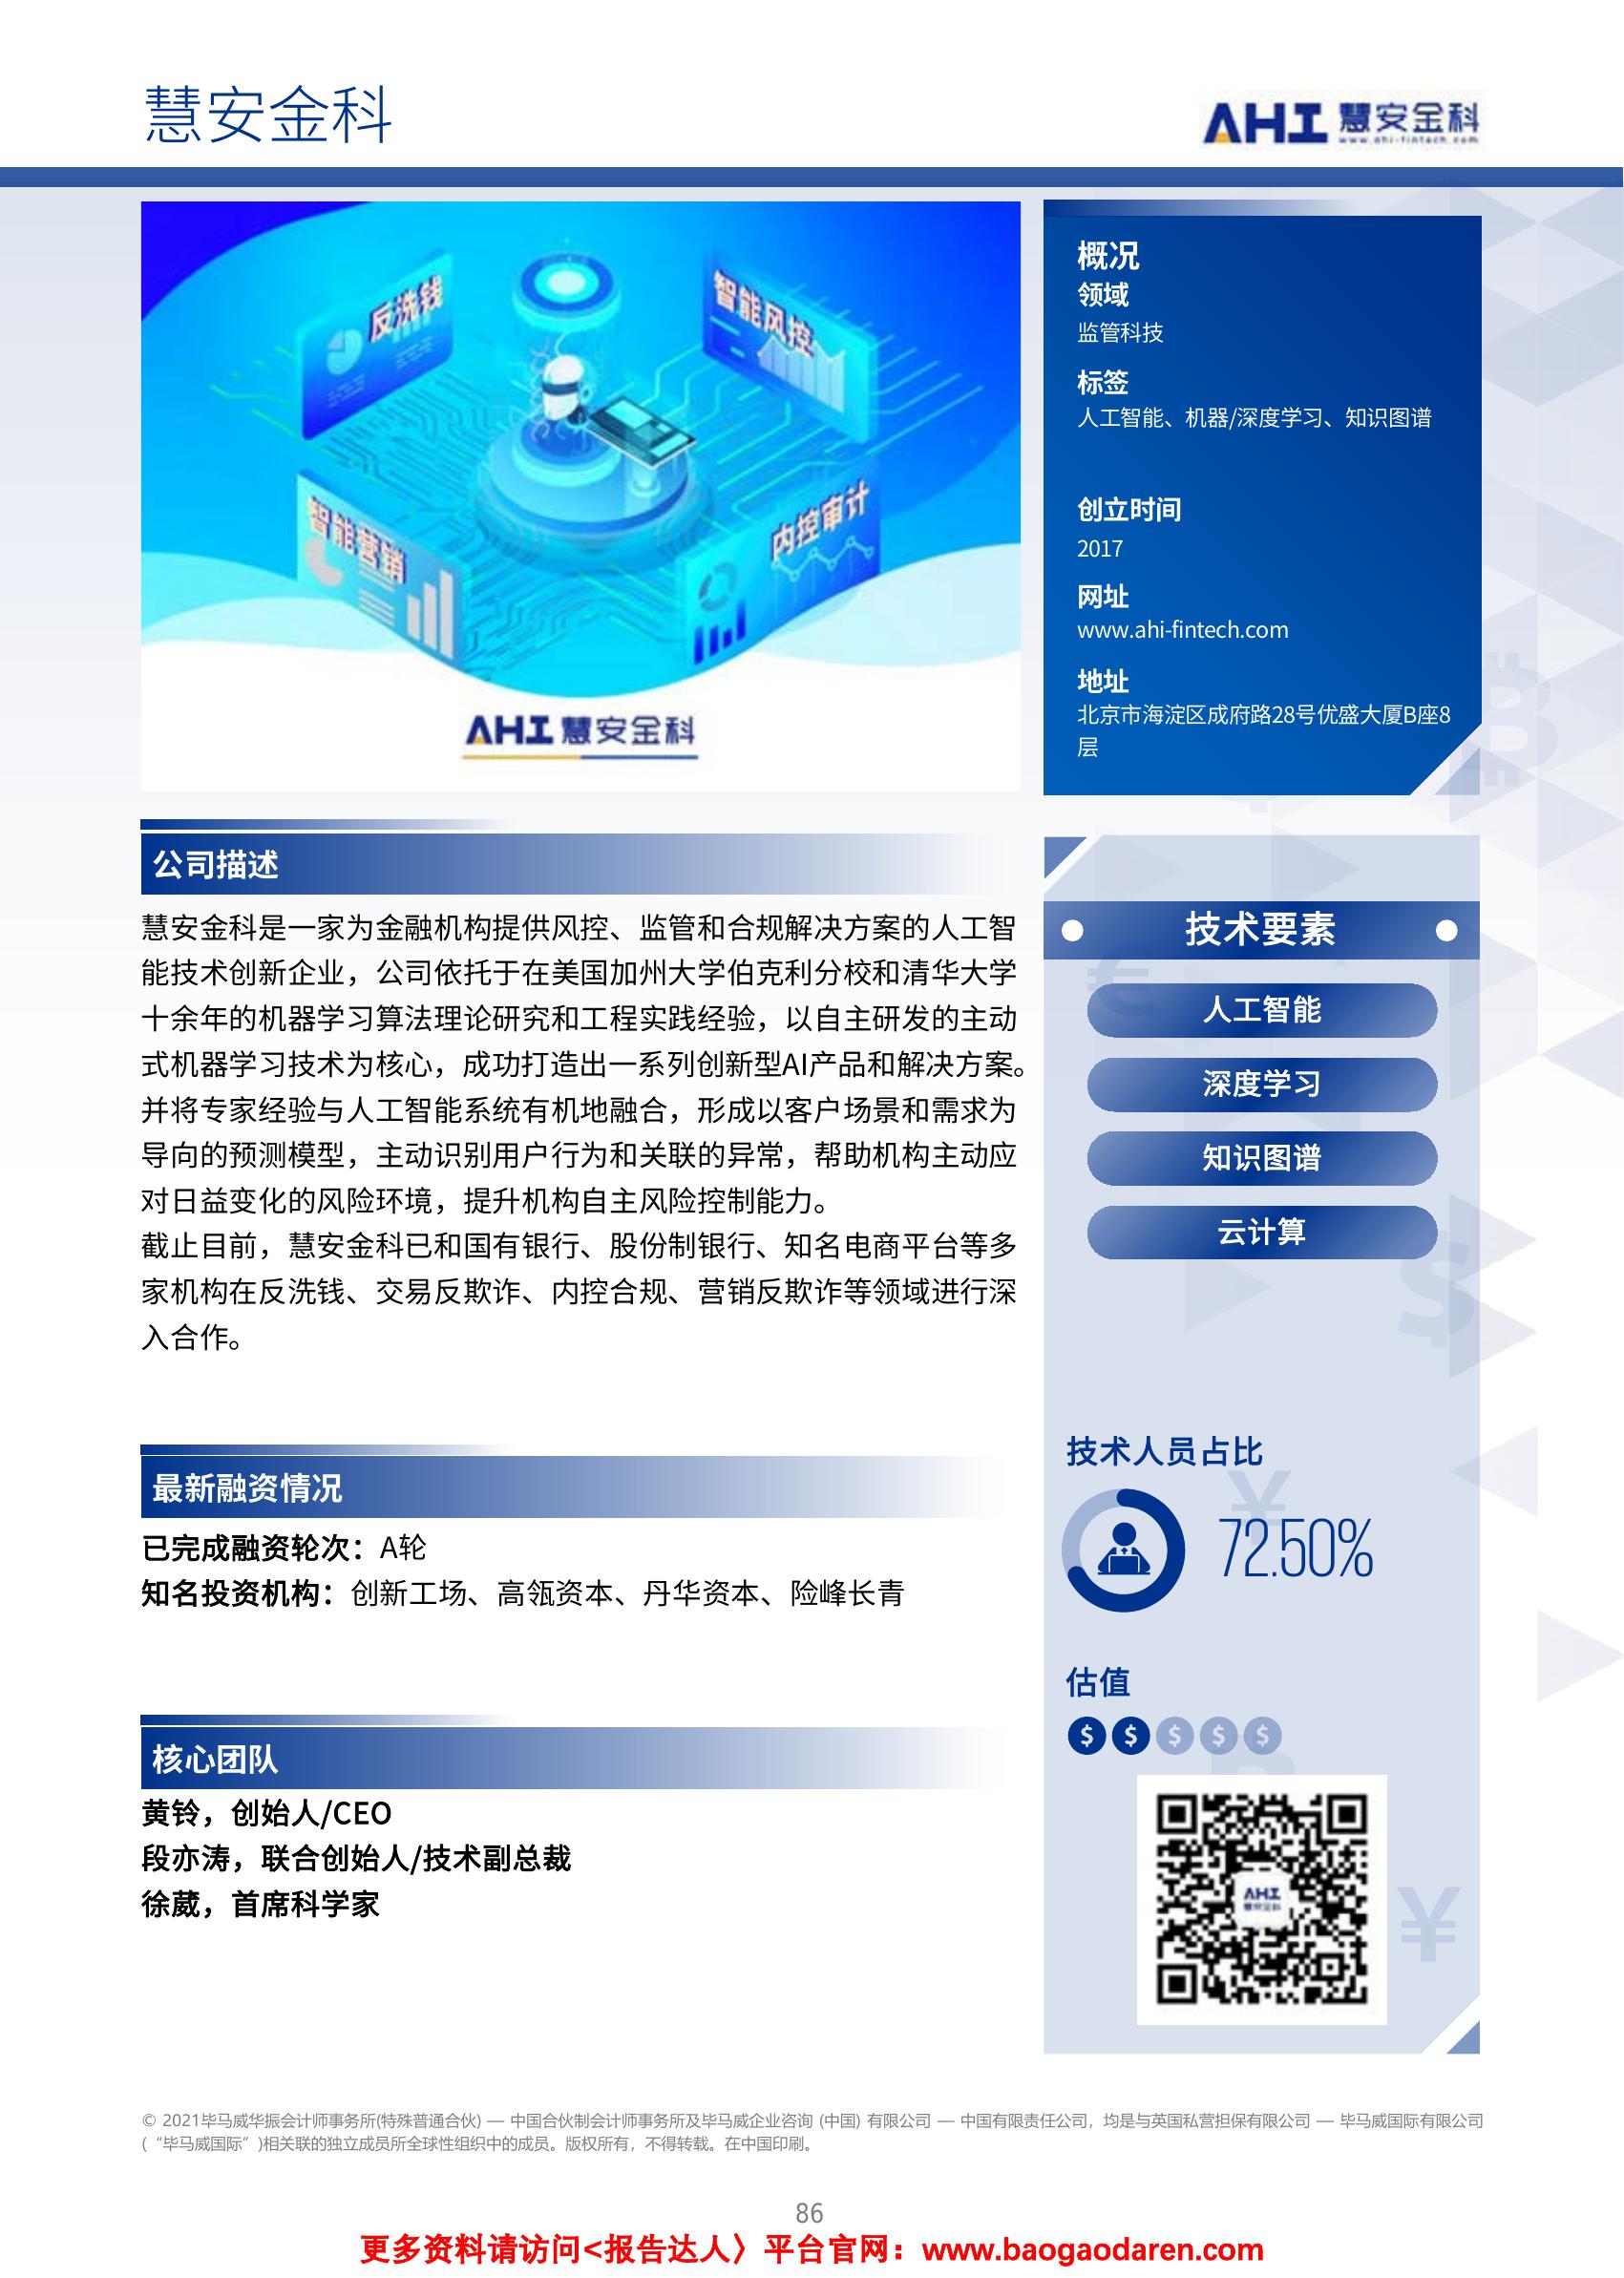 慧安金科
AHI 慧安金科
www.ahi-fintech.com
反洗钱
智能风控
智能营销
内控审计
AHI 慧安金科
概况
领域
监管科技
标签
人工智能、机器/深度学习、知识图谱
创立时间
2017
网址
www.ahi-fintech.com
地址
北京市海淀区成府路28号优盛大厦B座8
层
公司描述
慧安金科是一家为金融机构提供风控、监管和合规解决方案的人工智
能技术创新企业，公司依托于在美国加州大学伯克利分校和清华大学
十余年的机器学习算法理论研究和工程实践经验，以自主研发的主动
式机器学习技术为核心，成功打造出一系列创新型AI产品和解决方案。
并将专家经验与人工智能系统有机地融合，形成以客户场景和需求为
导向的预测模型，主动识别用户行为和关联的异常，帮助机构主动应
对日益变化的风险环境，提升机构自主风险控制能力。
截止目前，慧安金科已和国有银行、股份制银行、知名电商平台等多
家机构在反洗钱、交易反欺诈、内控合规、营销反欺诈等领域进行深
入合作。
最新融资情况
已完成融资轮次：A轮
知名投资机构：创新工场、高瓴资本、丹华资本、险峰长青
核心团队
黄铃，创始人/CEO
段亦涛，联合创始人/技术副总裁
徐葳，首席科学家
技术要素
人工智能
深度学习
知识图谱
云计算
技术人员占比
72.50%
估值
$ $ $ $ $
AHI
慧安金科
© 2021毕马威华振会计师事务所(特殊普通合伙) — 中国合伙制会计师事务所及毕马威企业咨询 (中国) 有限公司 — 中国有限责任公司，均是与英国私营担保有限公司 — 毕马威国际有限公司
(“毕马威国际”)相关联的独立成员所全球性组织中的成员。版权所有，不得转载。在中国印刷。
86
更多资料请访问<报告达人〉平台官网：www.baogaodaren.com